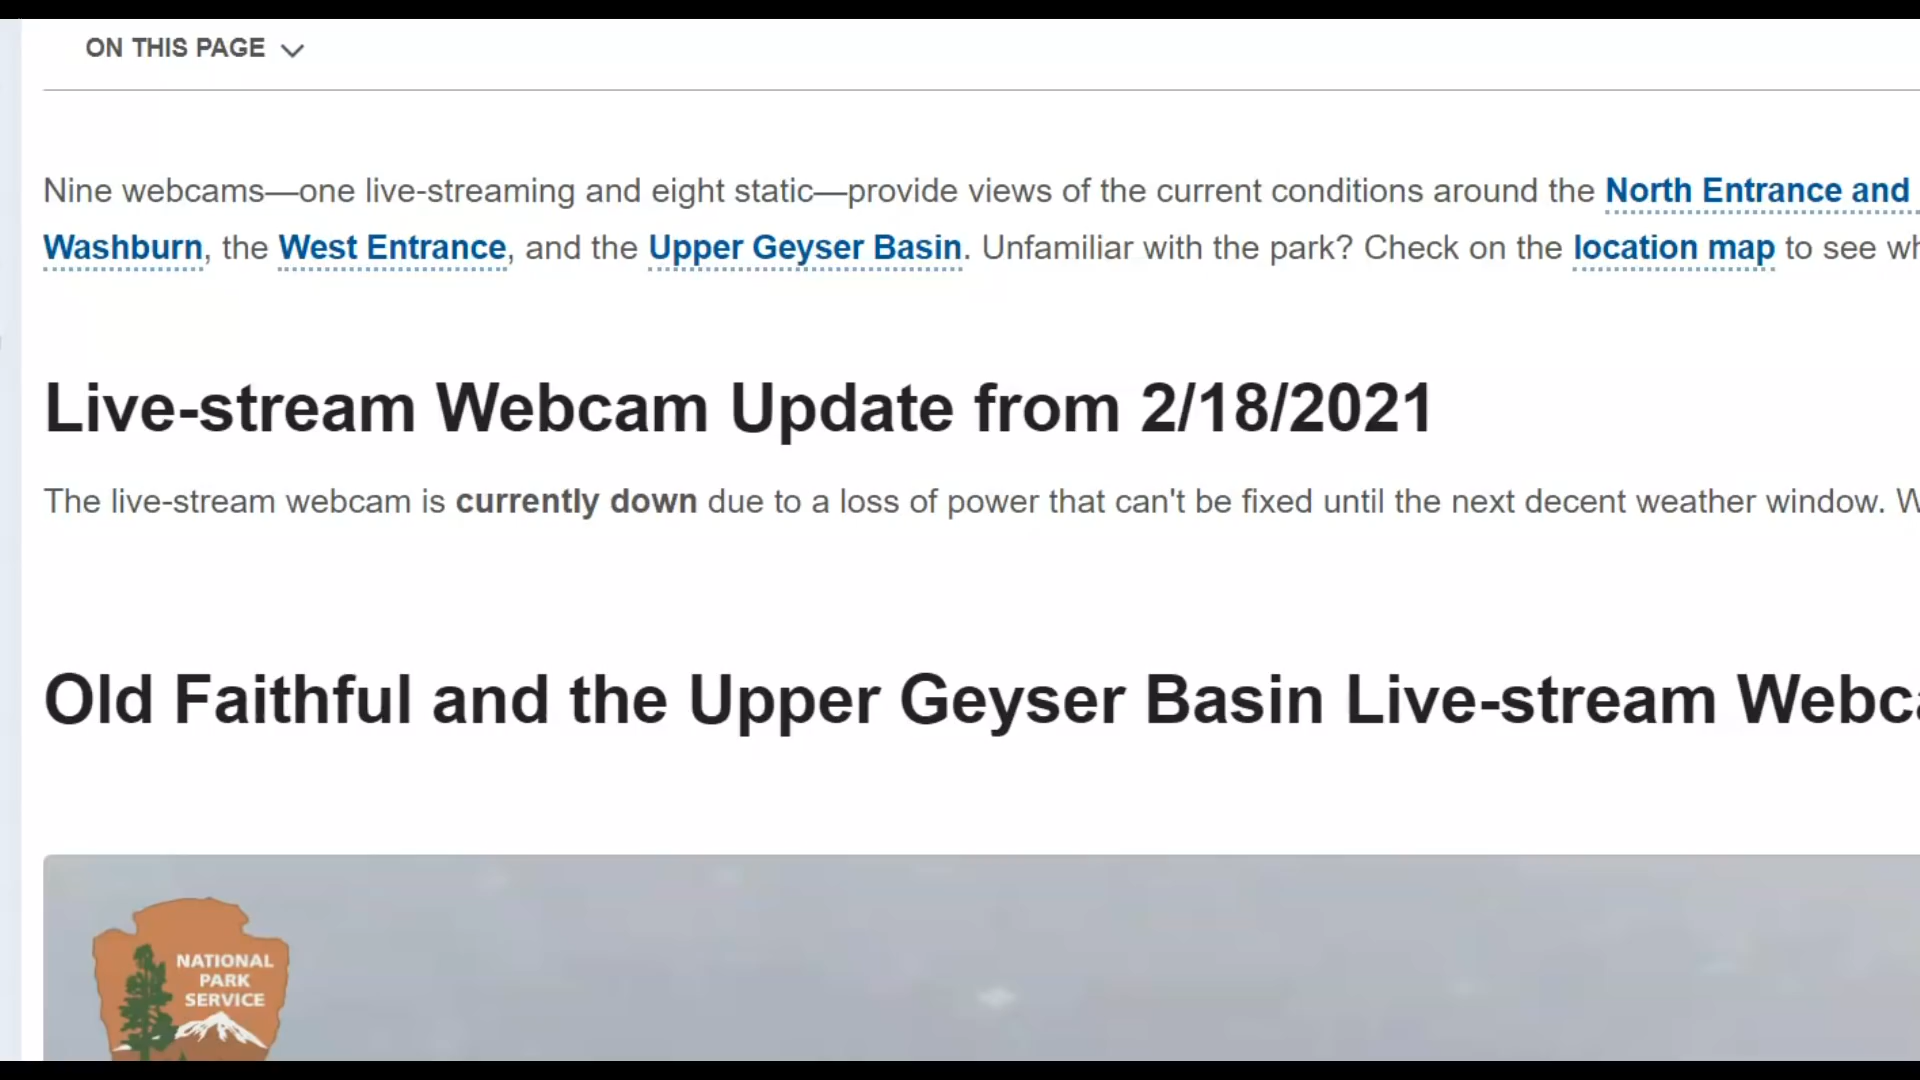 ON THIS PAGE
Nine webcams—one live-streaming and eight static—provide views of the current conditions around the North Entrance and
Washburn, the West Entrance, and the Upper Geyser Basin. Unfamiliar with the park? Check on the location map to see
Live-stream Webcam Update from 2/18/2021
The live-stream webcam is currently down due to a loss of power that can't be fixed until the next decent weather window.
Old Faithful and the Upper Geyser Basin Live-stream
NATIONAL
PARK
SERVICE